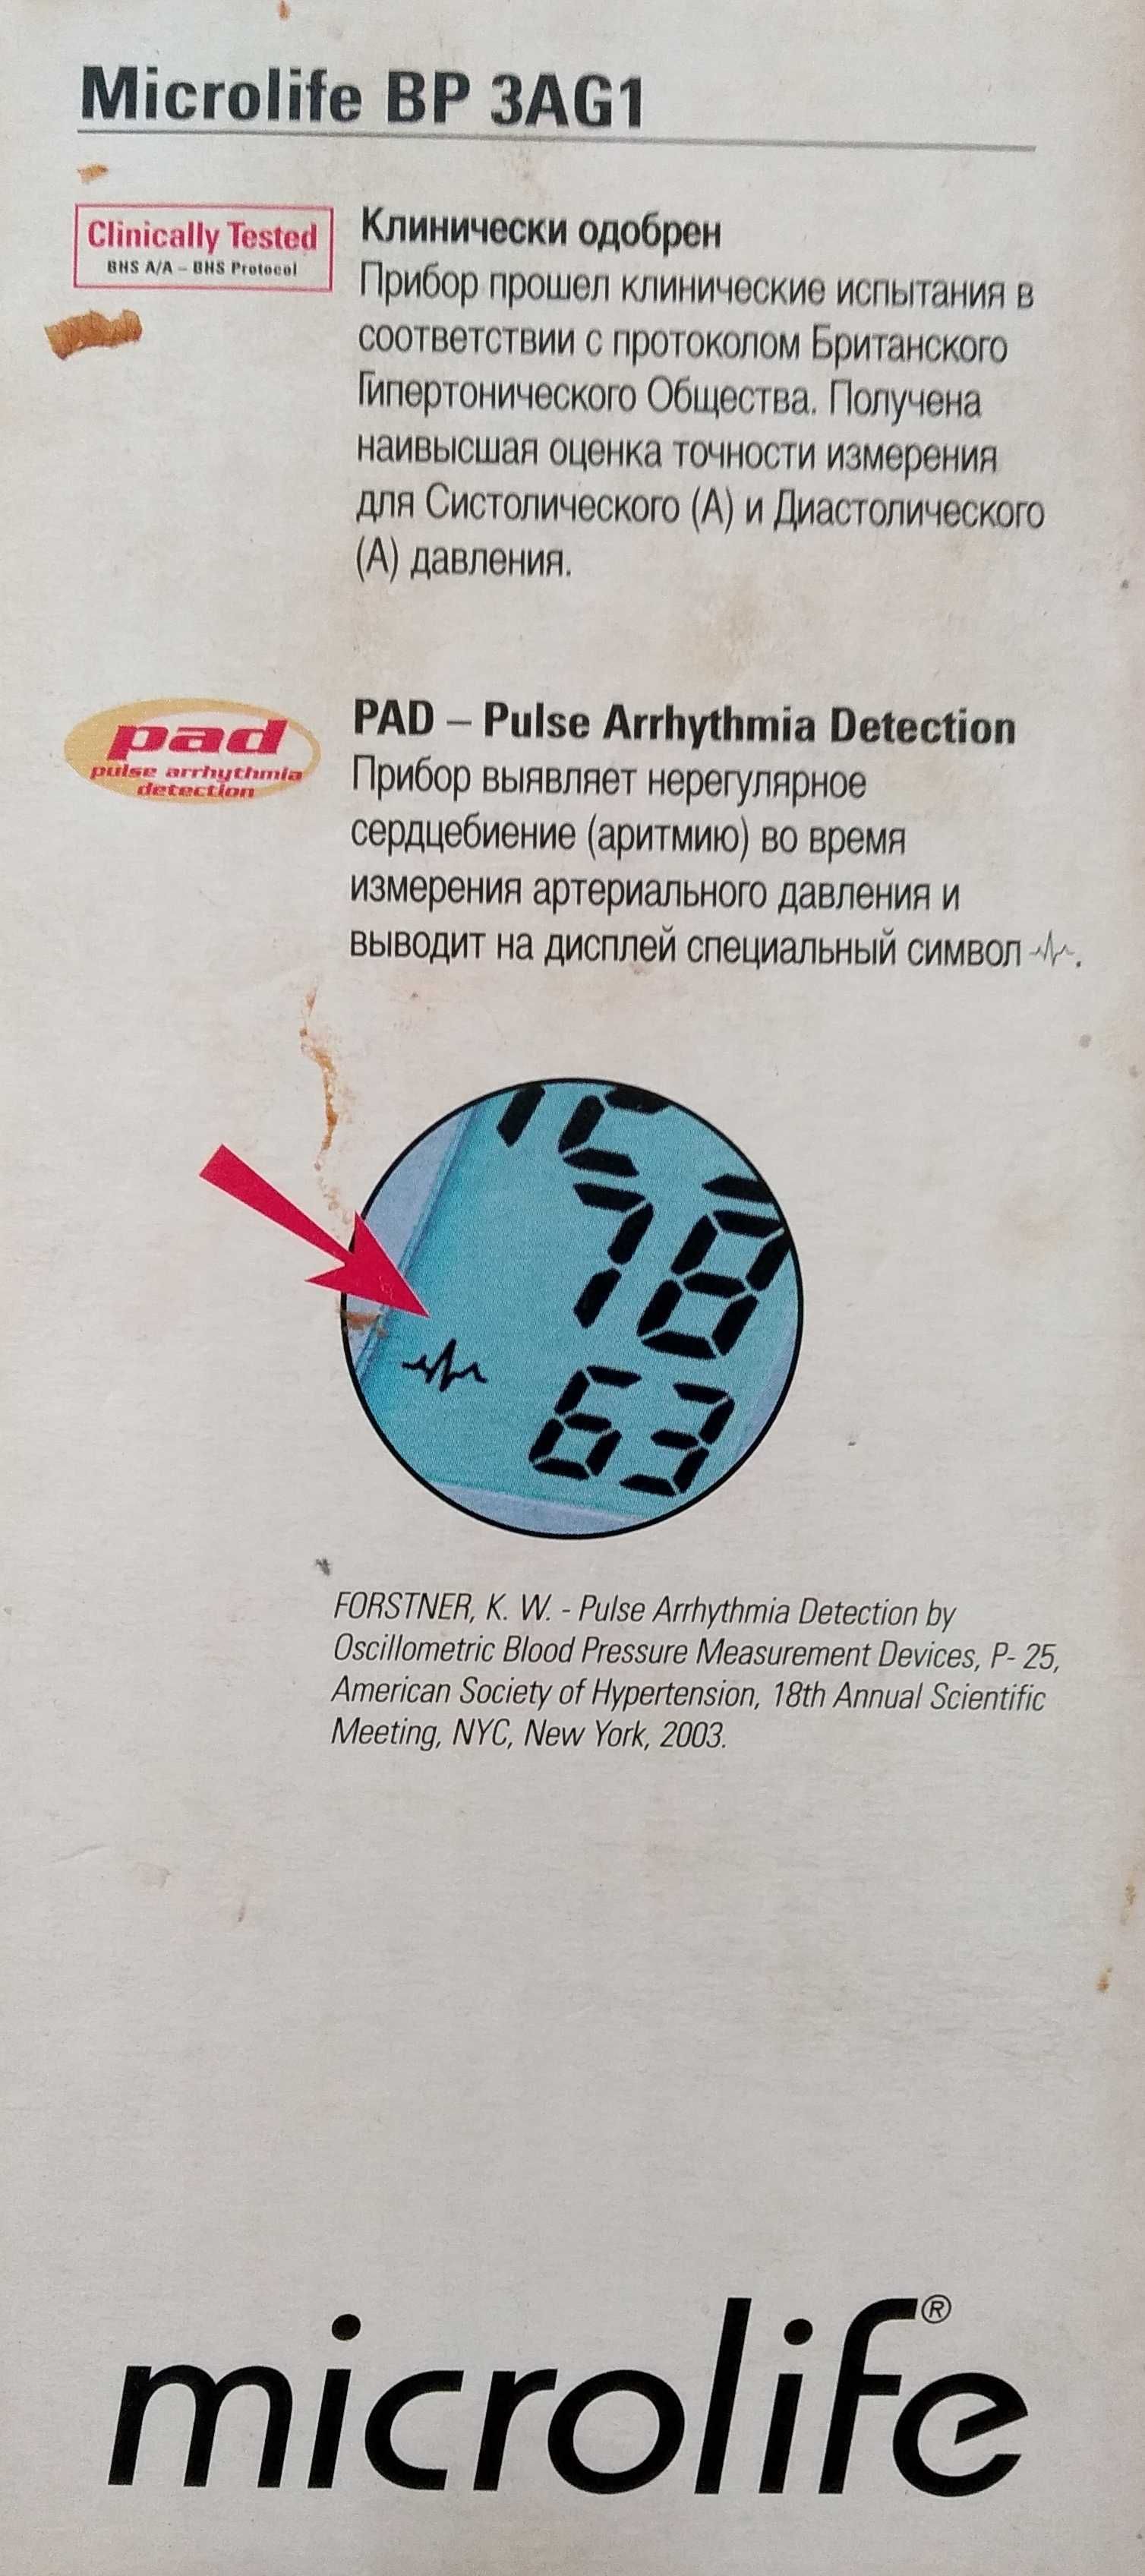 Microlife BP 3AG1
Clinically Tested
BHS A/A – BHS Protocol
Клинически одобрен
Прибор прошел клинические испытания в
соответствии с протоколом Британского
Гипертонического Общества. Получена
наивысшая оценка точности измерения
для Систолического (А) и Диастолического
(А) давления.
pad
pulse arrhythmia
detection
PAD – Pulse Arrhythmia Detection
Прибор выявляет нерегулярное
сердцебиение (аритмию) во время
измерения артериального давления и
выводит на дисплей специальный символ .
78
63
FORSTNER, K. W. - Pulse Arrhythmia Detection by
Oscillometric Blood Pressure Measurement Devices, P- 25,
American Society of Hypertension, 18th Annual Scientific
Meeting, NYC, New York, 2003.
microlife®